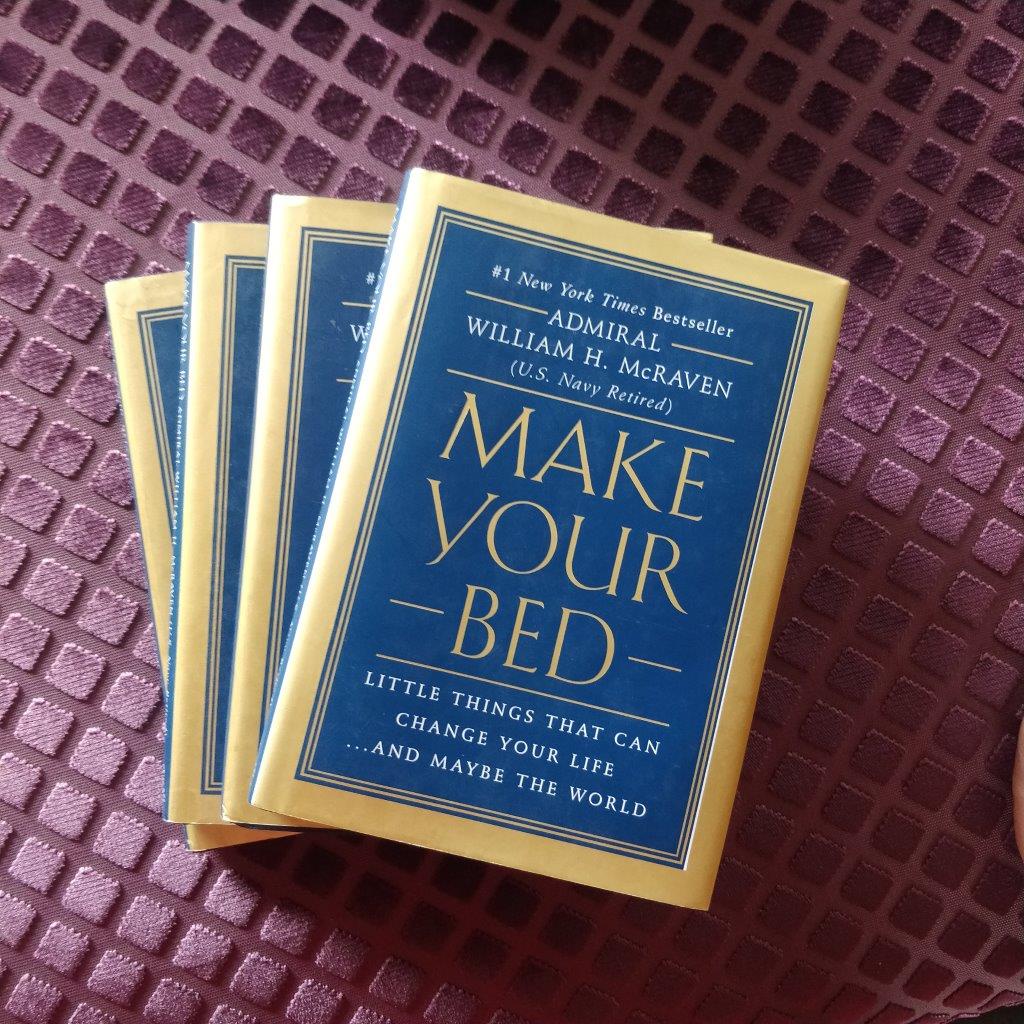 #1 New York Times Bestseller
ADMIRAL
WILLIAM H. McRAVEN
(U.S. Navy Retired)
MAKE
YOUR
BED
LITTLE THINGS THAT CAN
CHANGE YOUR LIFE
...AND MAYBE THE WORLD